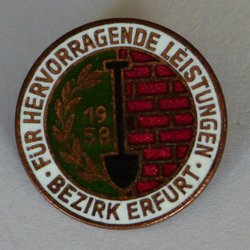 FÜR HERVORRAGENDE LEISTUNGEN
19
58
· BEZIRK ERFURT ·